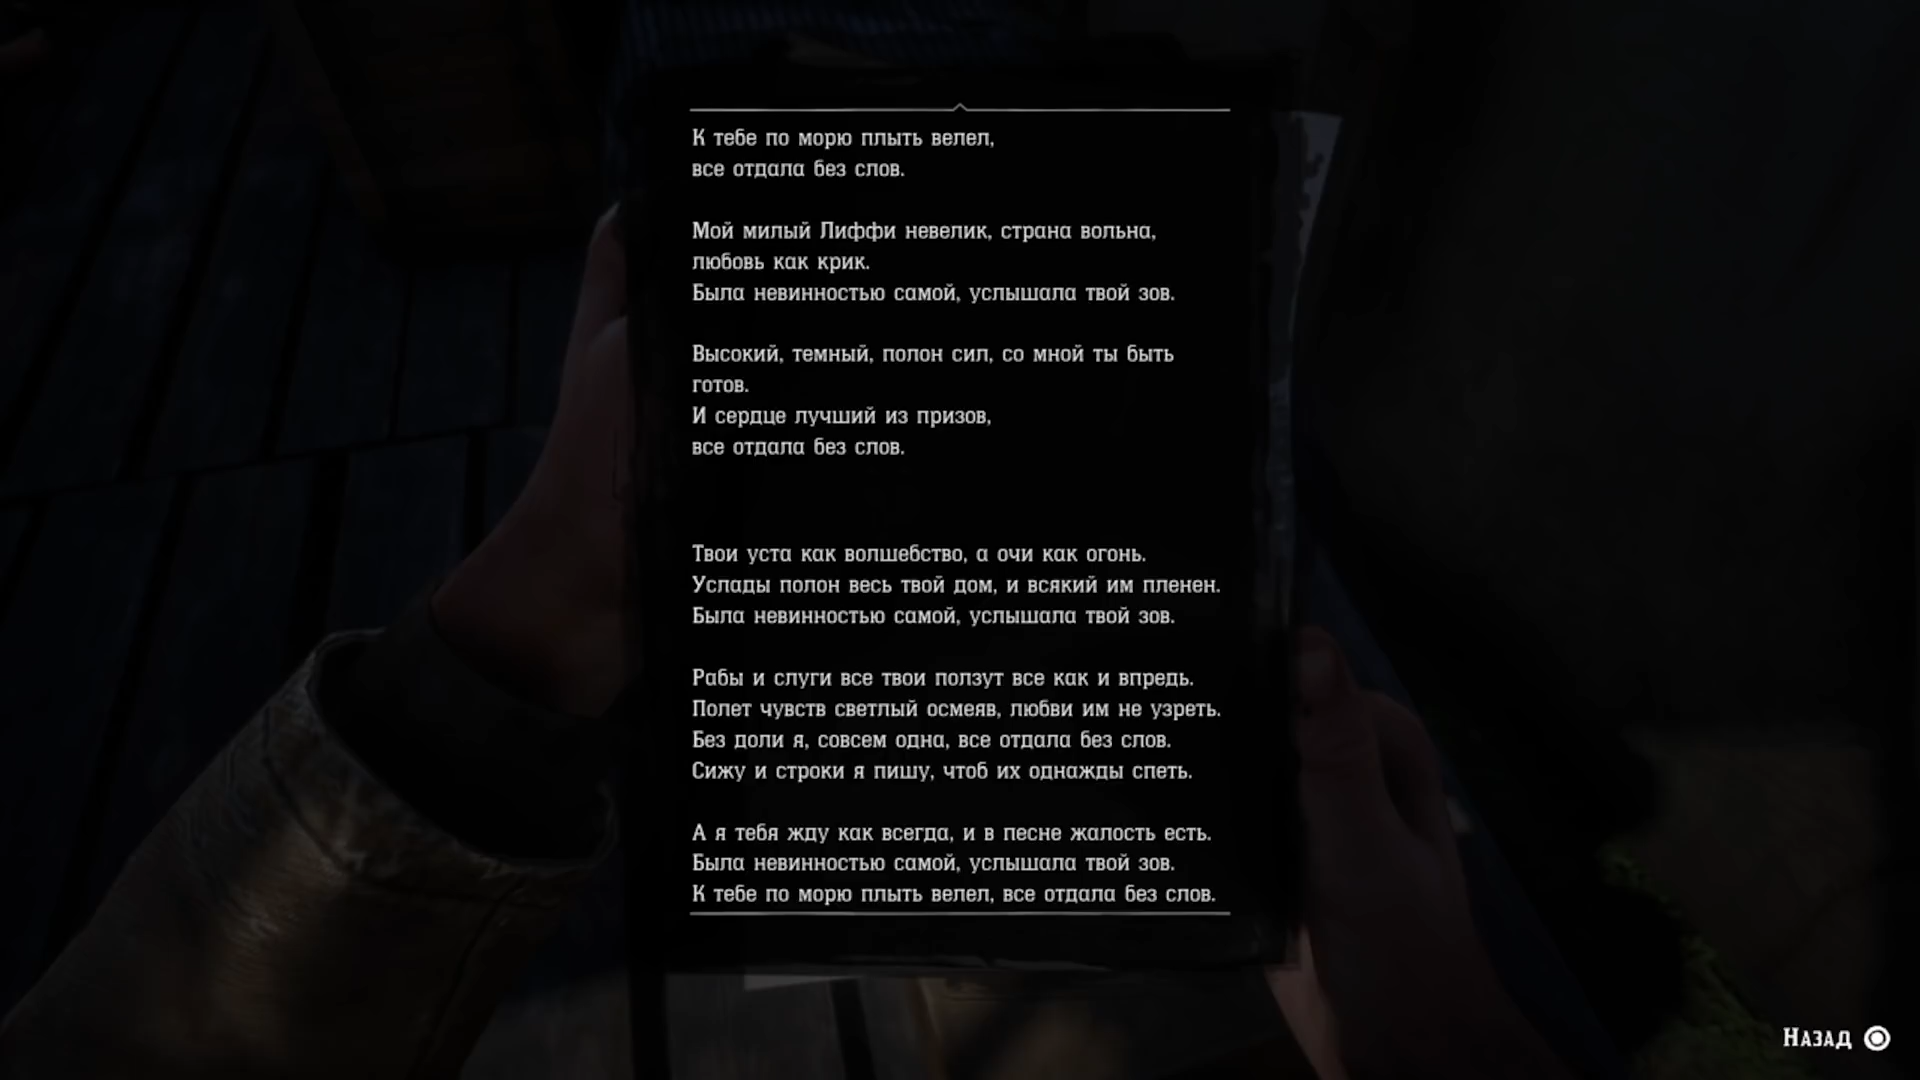 К тебе по морю плыть велел,
все отдала без слов.
Мой милый Лиффи невелик, страна вольна,
любовь как крик.
Была невинностью самой, услышала твой зов.
Высокий, темный, полон сил, со мной ты быть
готов.
И сердце лучший из призов,
все отдала без слов.
Твои уста как волшебство, а очи как огонь.
Услады полон весь твой дом, и всякий им пленен.
Была невинностью самой, услышала твой зов.
Рабы и слуги все твои ползут все как и впредь.
Полет чувств светлый осмеяв, любви им не узреть.
Без доли я, совсем одна, все отдала без слов.
Сижу и строки я пишу, чтоб их однажды спеть.
А я тебя жду как всегда, и в песне жалость есть.
Была невинностью самой, услышала твой зов.
К тебе по морю плыть велел, все отдала без слов.
Назад